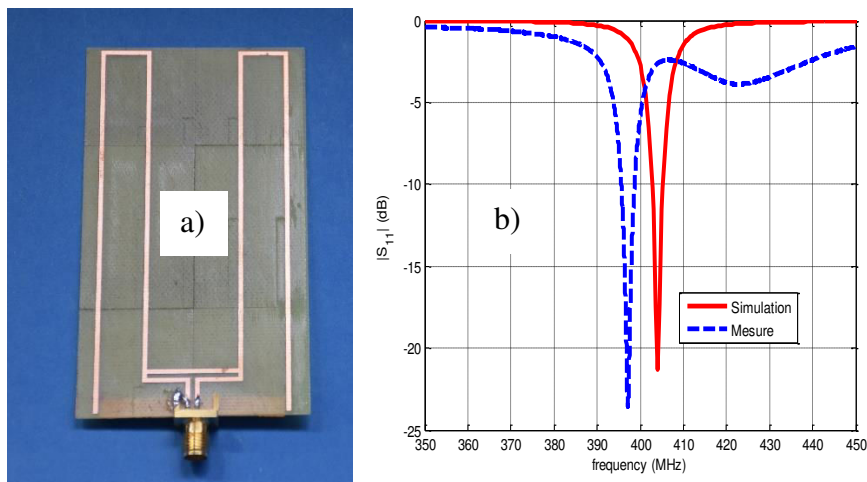 a)
b)
|S11| (dB)
0
-5
-10
-15
-20
-25
350 360 370 380 390 400 410 420 430 440 450
frequency (MHz)
Simulation
Mesure